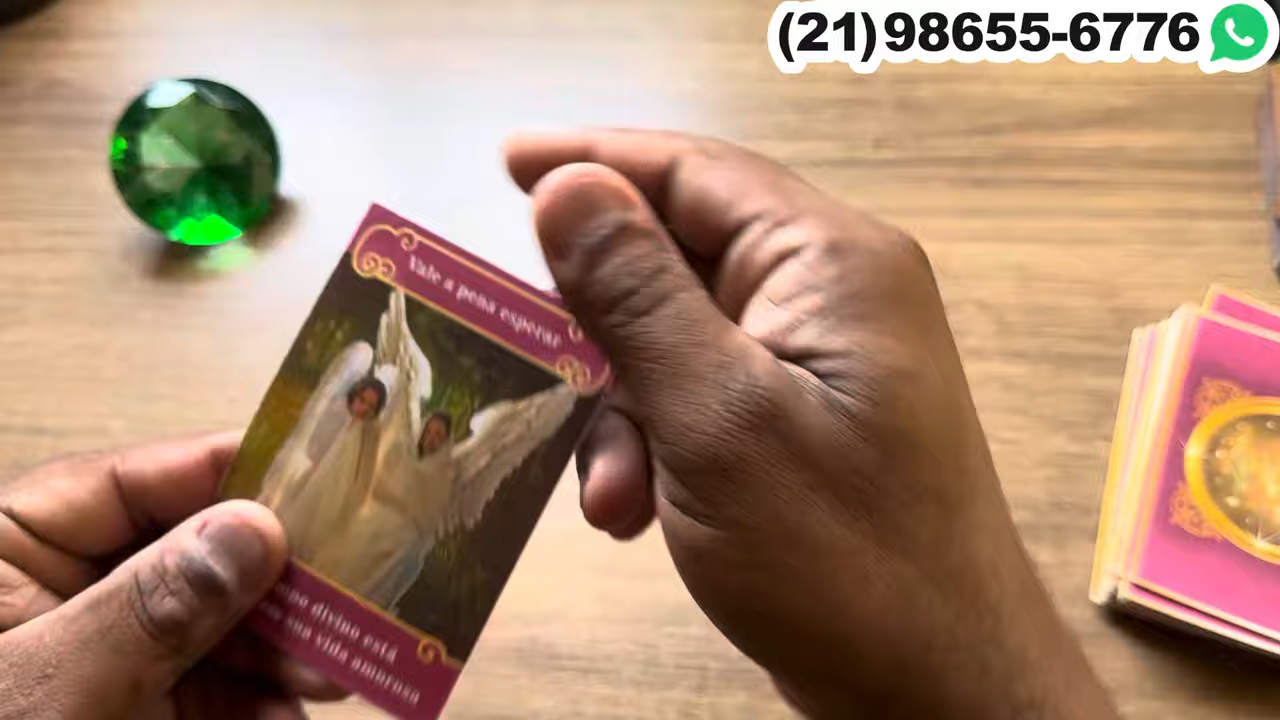 (21)98655-6776
Vale a pena esperar
divino está
sua vida amorosa